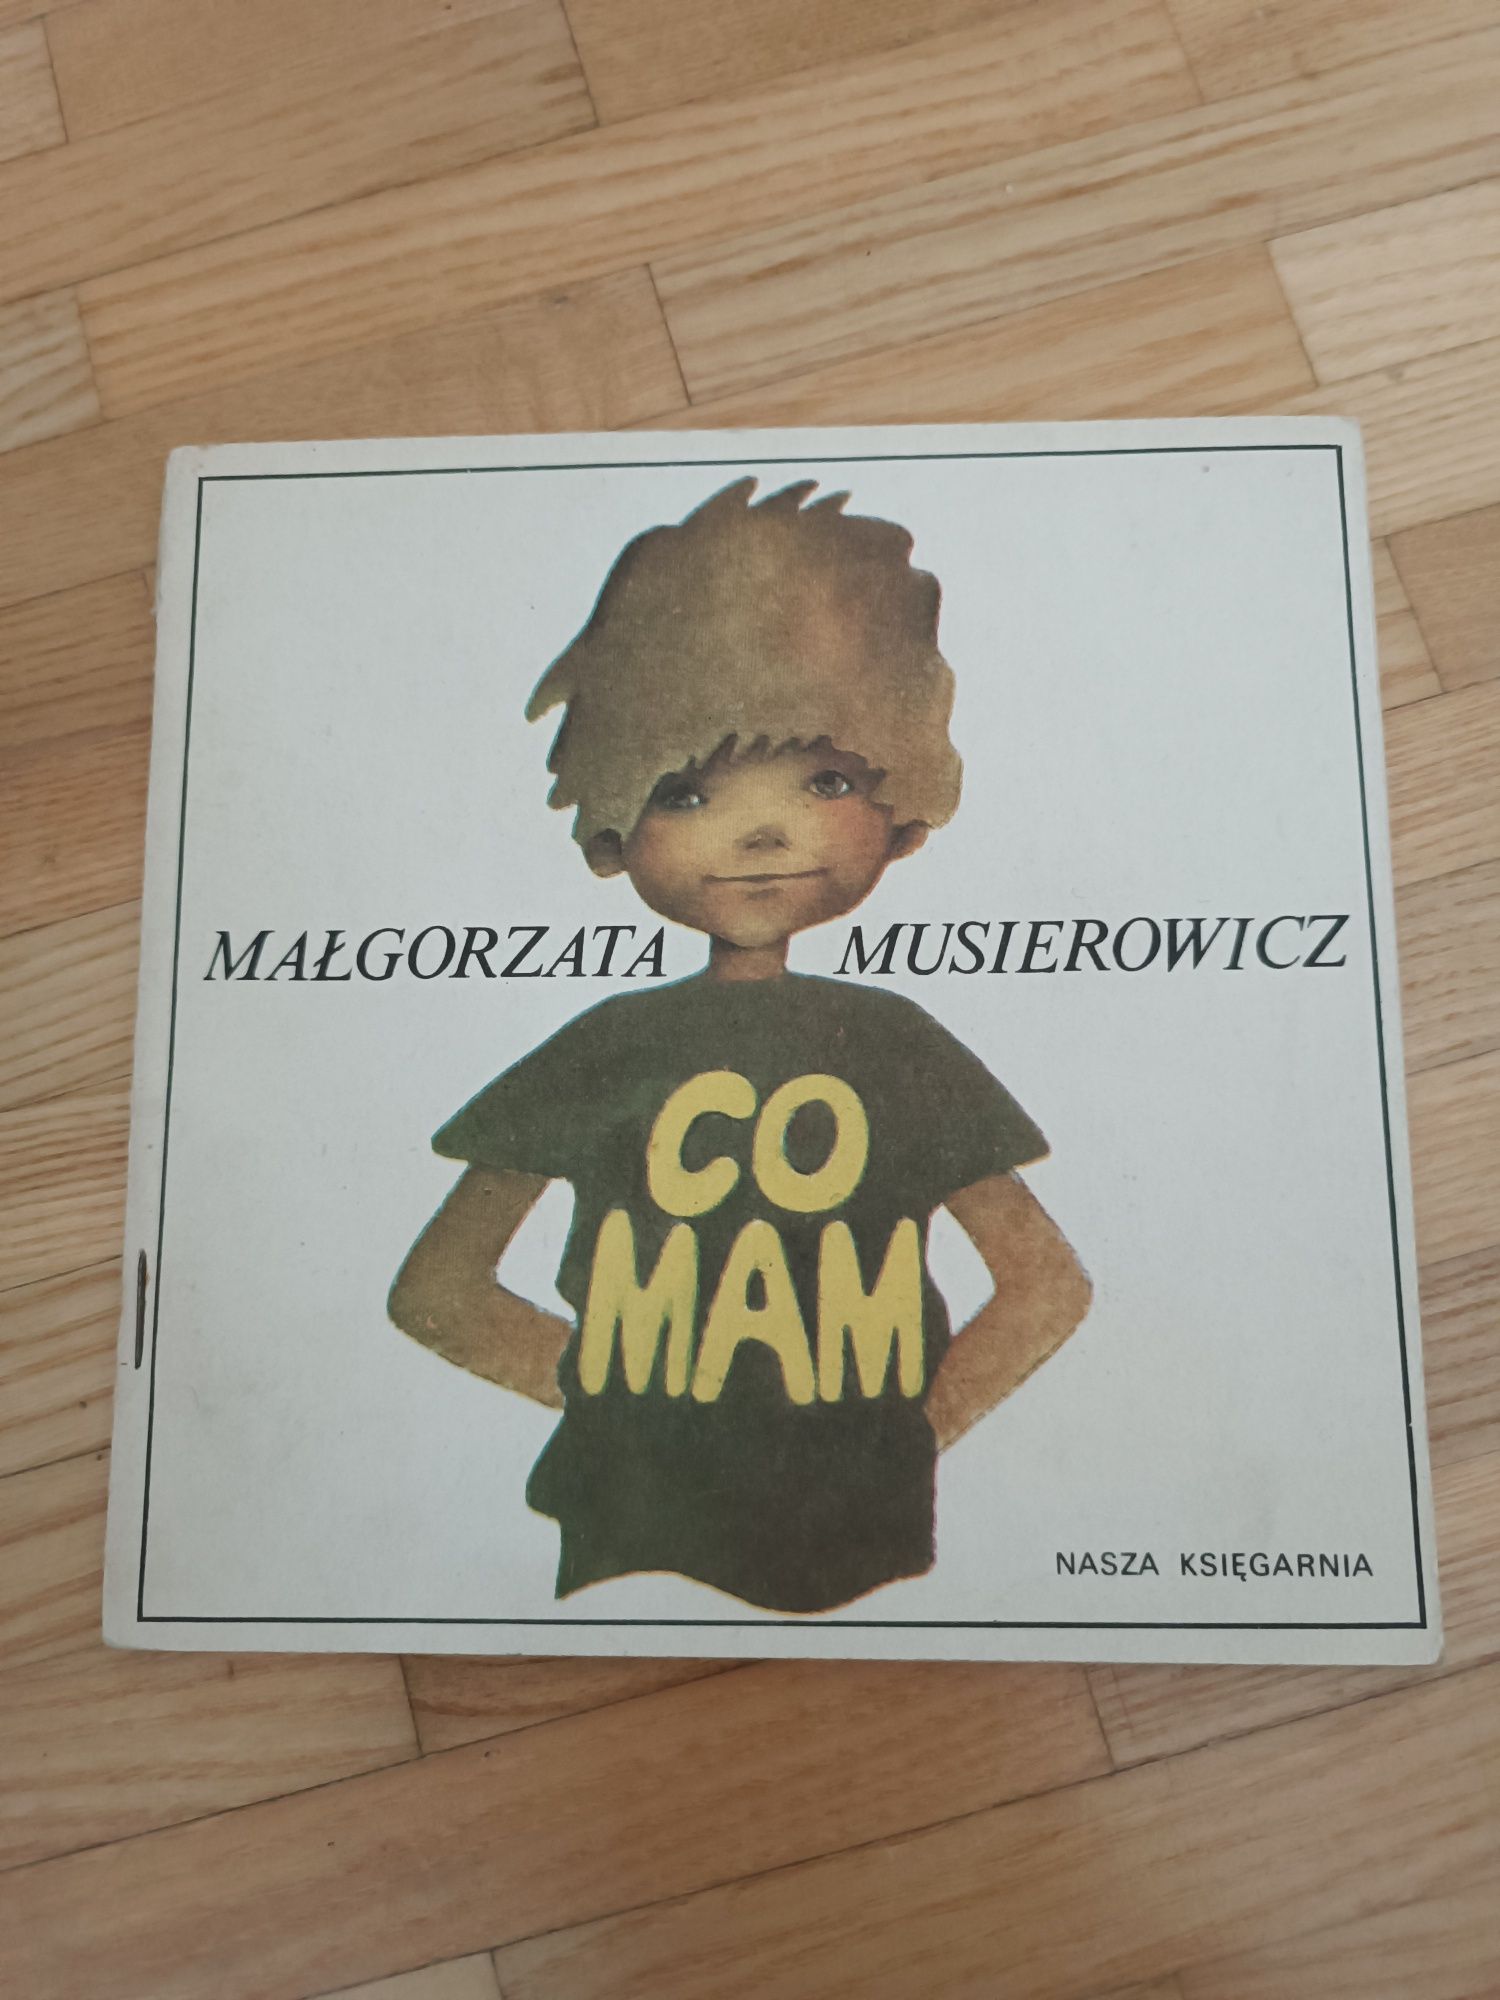 MAŁGORZATA MUSIEROWICZ
CO
MAM
NASZA KSIĘGARNIA